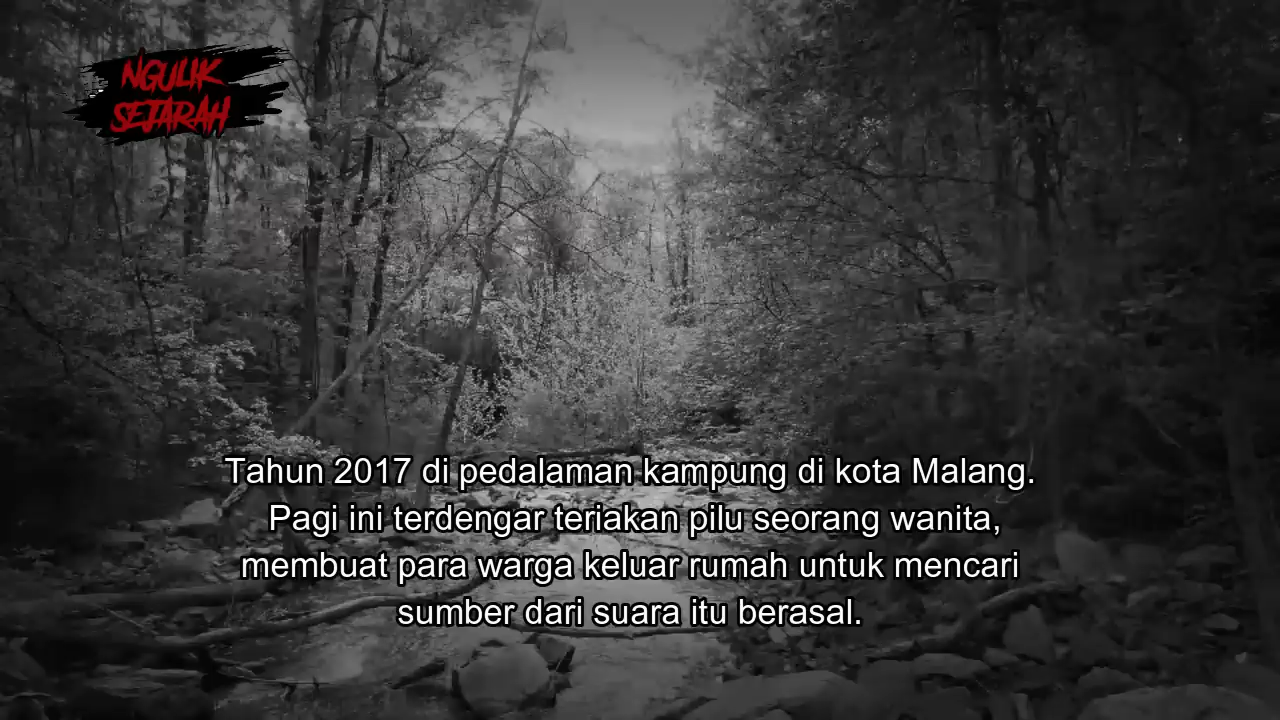 NGULIK
SEJARAH
Tahun 2017 di pedalaman kampung di kota Malang.
Pagi ini terdengar teriakan pilu seorang wanita,
membuat para warga keluar rumah untuk mencari
sumber dari suara itu berasal.